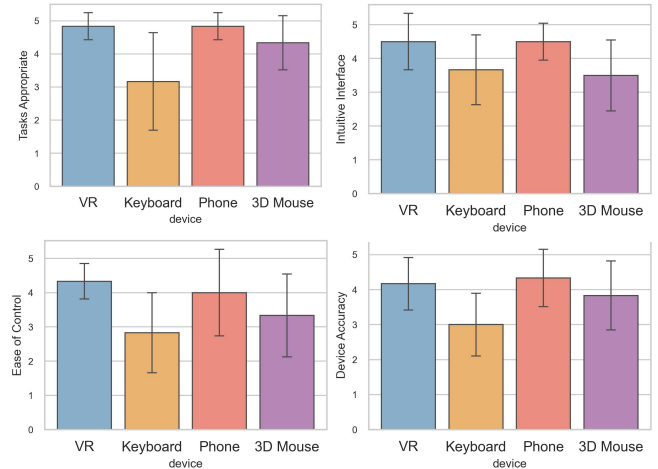 Tasks Appropriate
5
4
3
2
1
0
VR Keyboard Phone 3D Mouse
device
Intuitive Interface
5
4
3
2
1
0
VR Keyboard Phone 3D Mouse
device
Ease of Control
5
4
3
2
1
0
VR Keyboard Phone 3D Mouse
device
Device Accuracy
5
4
3
2
1
0
VR Keyboard Phone 3D Mouse
device